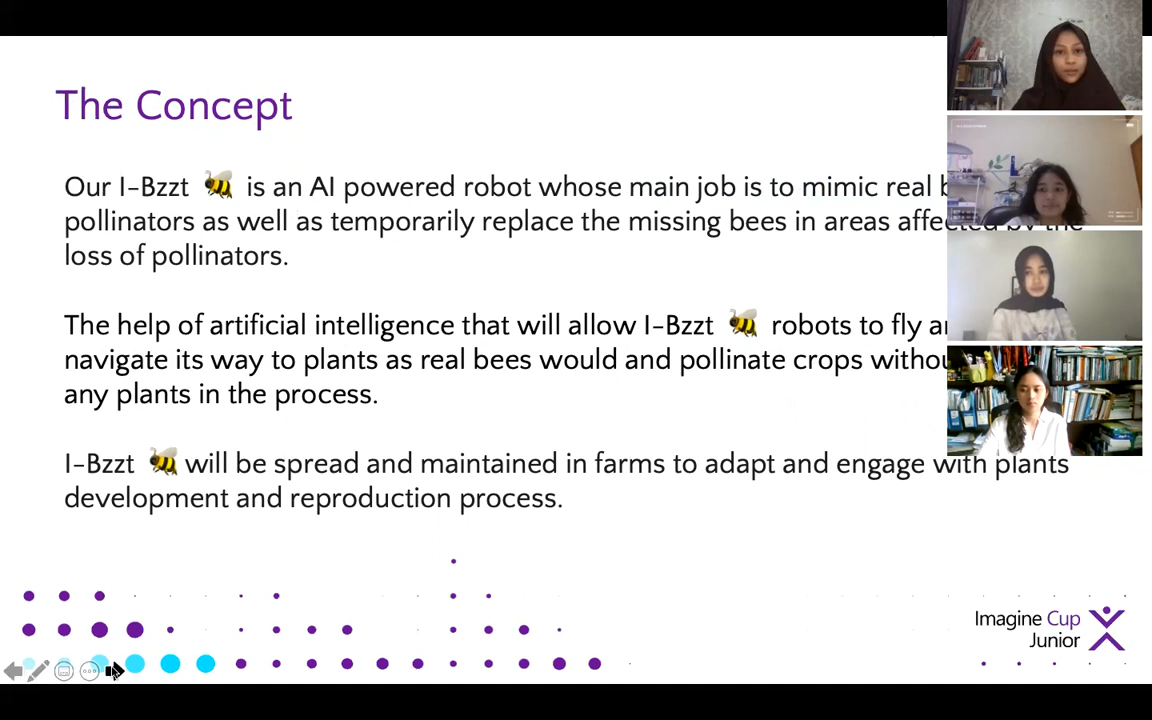 The Concept
Our I-Bzzt 🐝 is an AI powered robot whose main job is to mimic real
pollinators as well as temporarily replace the missing bees in areas affected by the
loss of pollinators.
The help of artificial intelligence that will allow I-Bzzt 🐝 robots to fly
navigate its way to plants as real bees would and pollinate crops
any plants in the process.
I-Bzzt 🐝 will be spread and maintained in farms to adapt and engage with plants
development and reproduction process.
Imagine Cup
Junior